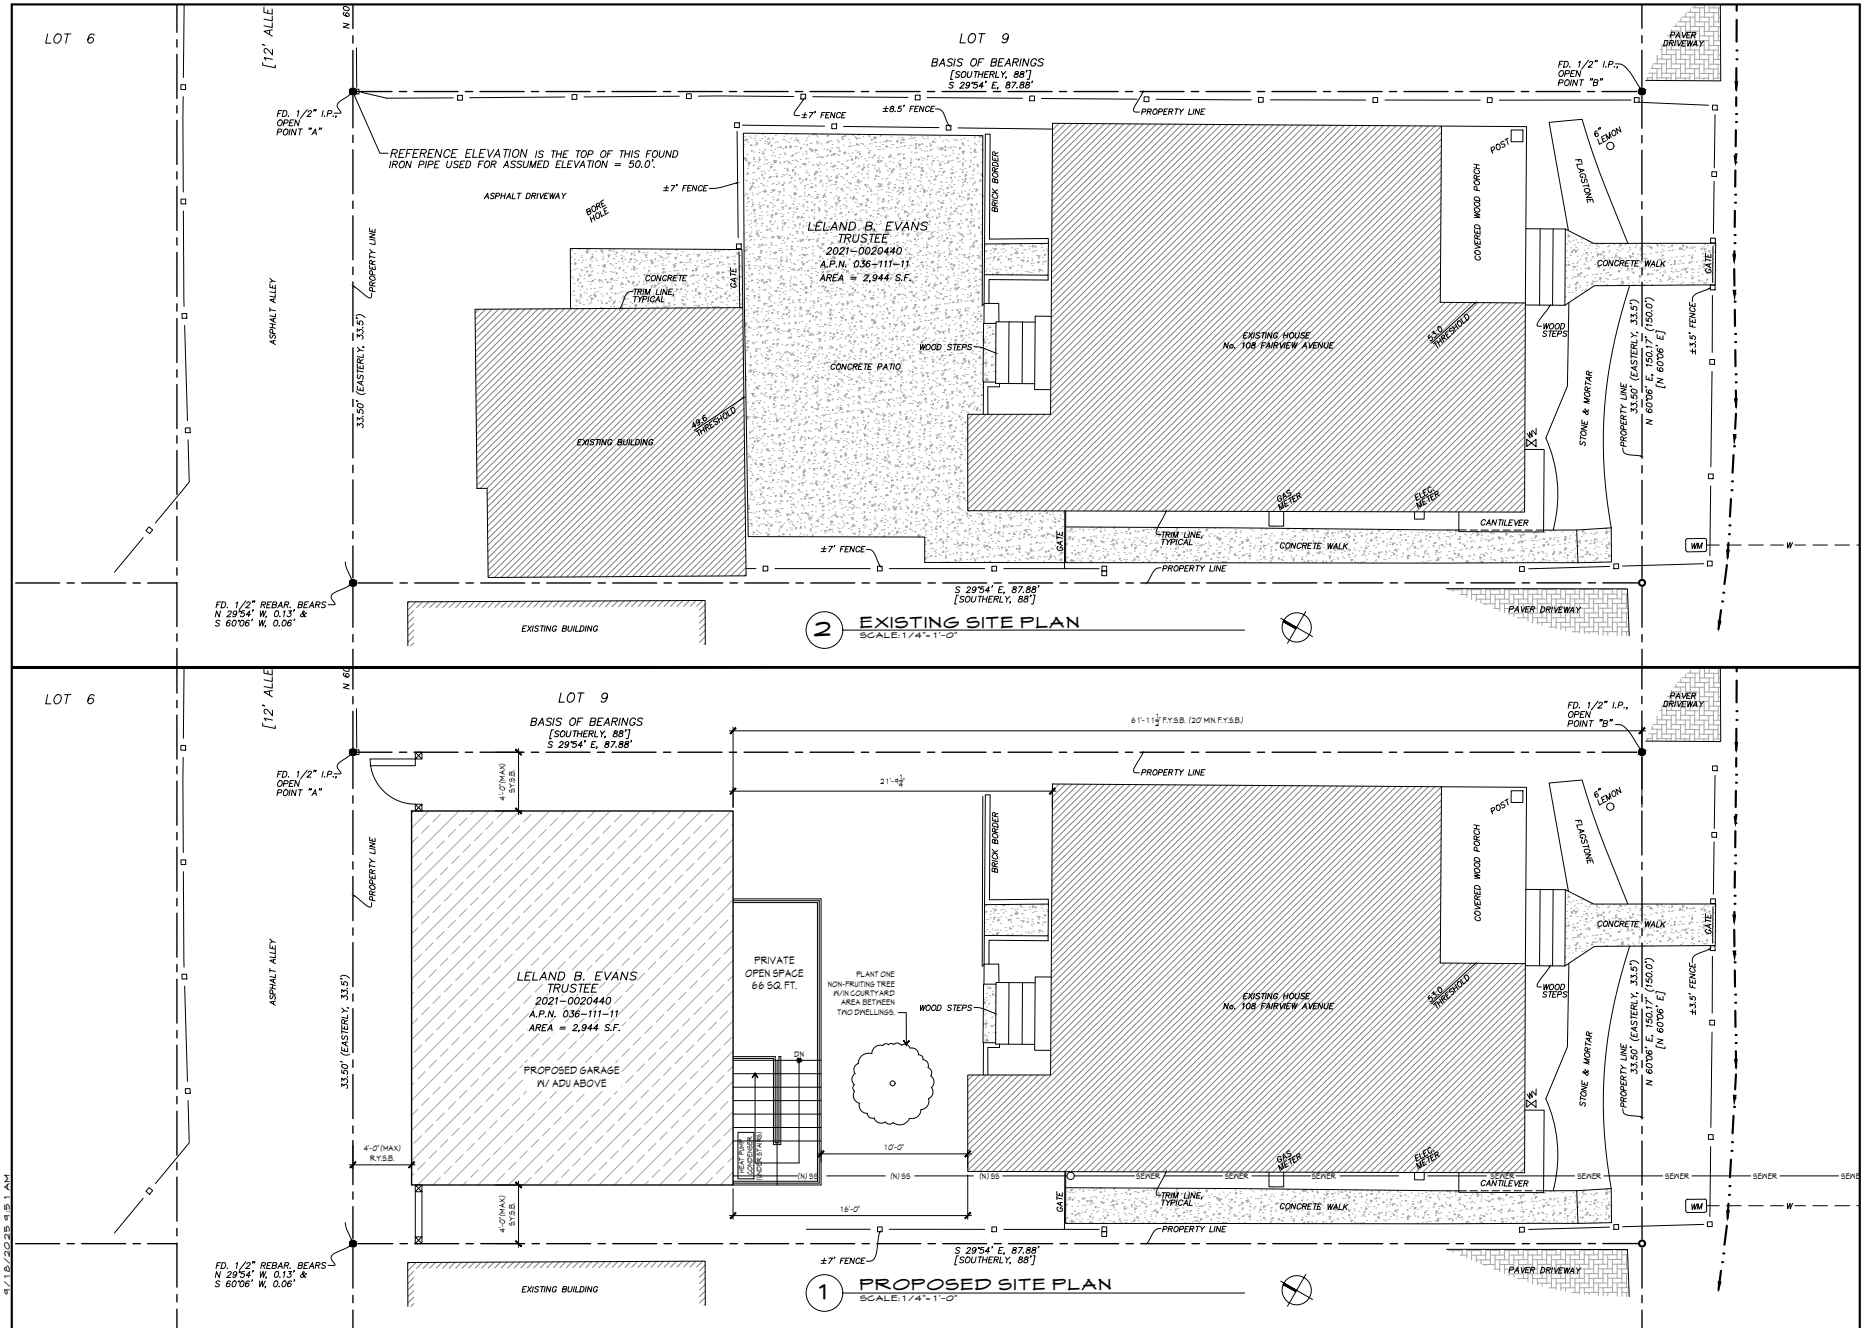 LOT 6
[12' ALLE
N 60
LOT 9
BASIS OF BEARINGS
[SOUTHERLY, 88']
S 29°54' E, 87.88'
FD. 1/2" I.P.,
OPEN
POINT "B"
PAVER
DRIVEWAY
FD. 1/2" I.P.,
OPEN
POINT "A"
±7' FENCE
±8.5' FENCE
PROPERTY LINE
REFERENCE ELEVATION IS THE TOP OF THIS FOUND
IRON PIPE USED FOR ASSUMED ELEVATION = 50.0'.
ASPHALT DRIVEWAY
BORE
HOLE
±7' FENCE
BRICK BORDER
POST
6"
LEMON
FLAGSTONE
COVERED WOOD PORCH
LELAND B. EVANS
TRUSTEE
2021-0020440
A.P.N. 036-111-11
AREA = 2,944 S.F.
PROPERTY LINE
ASPHALT ALLEY
33.50' (EASTERLY, 33.5')
CONCRETE
GATE
TRIM LINE,
TYPICAL
CONCRETE WALK
GATE
WOOD STEPS
EXISTING HOUSE
No. 108 FAIRVIEW AVENUE
53.0
THRESHOLD
WOOD
STEPS
±3.5' FENCE
CONCRETE PATIO
49.6
THRESHOLD
EXISTING BUILDING
STONE & MORTAR
PROPERTY LINE
33.50' (EASTERLY, 33.5')
N 60°06' E, 150.17' (150.0')
[N 60°06' E]
WV
GAS
METER
ELEC.
METER
CANTILEVER
GATE
TRIM LINE,
TYPICAL
CONCRETE WALK
WM
W
±7' FENCE
PROPERTY LINE
S 29°54' E, 87.88'
[SOUTHERLY, 88']
FD. 1/2" REBAR. BEARS
N 29°54' W, 0.13' &
S 60°06' W, 0.06'
EXISTING BUILDING
PAVER DRIVEWAY
2 EXISTING SITE PLAN
SCALE: 1/4"=1'-0"
LOT 6
[12' ALLE
N 60
LOT 9
BASIS OF BEARINGS
[SOUTHERLY, 88']
S 29°54' E, 87.88'
61'-11 1/2" F.Y.S.B. (20' MIN. F.Y.S.B.)
FD. 1/2" I.P.,
OPEN
POINT "B"
PAVER
DRIVEWAY
FD. 1/2" I.P.,
OPEN
POINT "A"
4'-0" (MAX)
S.Y.S.B.
21'-9 1/4"
PROPERTY LINE
BRICK BORDER
POST
6"
LEMON
FLAGSTONE
COVERED WOOD PORCH
PROPERTY LINE
ASPHALT ALLEY
33.50' (EASTERLY, 33.5')
LELAND B. EVANS
TRUSTEE
2021-0020440
A.P.N. 036-111-11
AREA = 2,944 S.F.
PROPOSED GARAGE
W/ ADU ABOVE
PRIVATE
OPEN SPACE
66 SQ. FT.
PLANT ONE
NON-FRUITING TREE
W/IN COURTYARD
AREA BETWEEN
TWO DWELLINGS.
DN
HEAT PUMP
CONDENSER
(UNDER STAIRS)
WOOD STEPS
EXISTING HOUSE
No. 108 FAIRVIEW AVENUE
53.0
THRESHOLD
CONCRETE WALK
GATE
WOOD
STEPS
±3.5' FENCE
STONE & MORTAR
PROPERTY LINE
33.50' (EASTERLY, 33.5')
N 60°06' E, 150.17' (150.0')
[N 60°06' E]
WV
4'-0" (MAX)
R.Y.S.B.
10'-0"
(N) SS
(N) SS
(N) SS
SEWER
GAS
METER
SEWER
SEWER
ELEC.
METER
SEWER
SEWER
SEWER
SEWER
SEWE
CANTILEVER
4'-0" (MAX)
S.Y.S.B.
16'-0"
GATE
TRIM LINE,
TYPICAL
CONCRETE WALK
WM
W
±7' FENCE
PROPERTY LINE
S 29°54' E, 87.88'
[SOUTHERLY, 88']
FD. 1/2" REBAR. BEARS
N 29°54' W, 0.13' &
S 60°06' W, 0.06'
EXISTING BUILDING
PAVER DRIVEWAY
1 PROPOSED SITE PLAN
SCALE: 1/4"=1'-0"
9/18/2025 9:51 AM